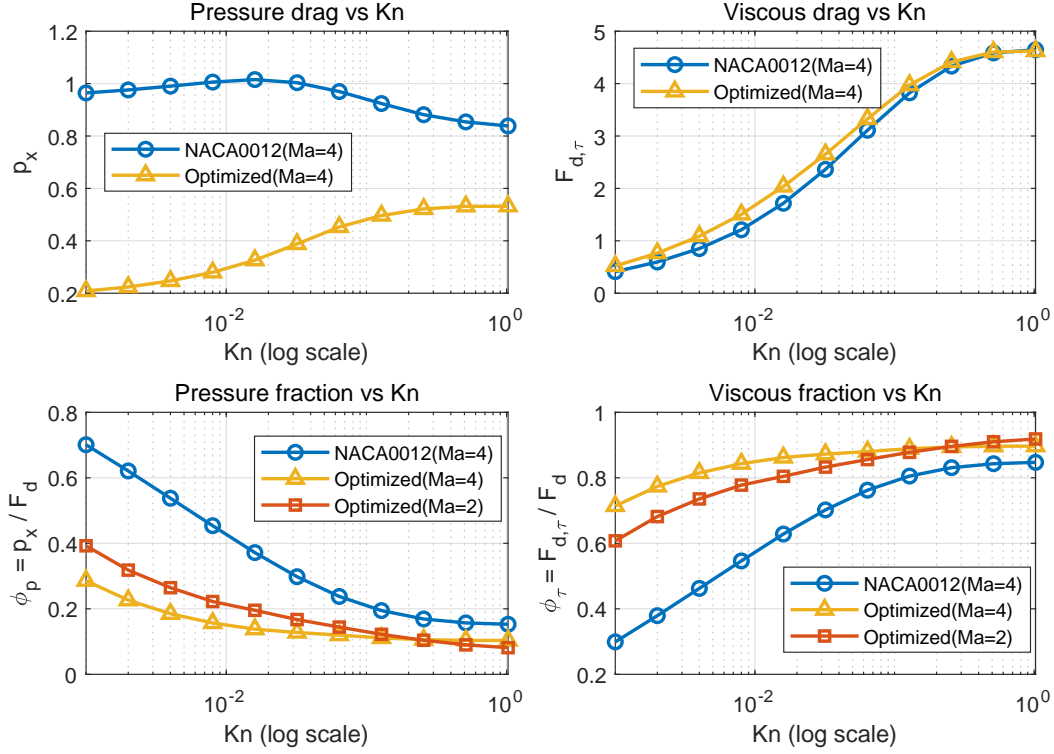 Pressure drag vs Kn
1.2
1
0.8
0.6
0.4
0.2
p_x
NACA0012(Ma=4)
Optimized(Ma=4)
10^-2
10^0
Kn (log scale)
Viscous drag vs Kn
5
4
3
2
1
0
F_d,τ
NACA0012(Ma=4)
Optimized(Ma=4)
10^-2
10^0
Kn (log scale)
Pressure fraction vs Kn
0.8
0.6
0.4
0.2
0
ϕ_p = p_x / F_d
NACA0012(Ma=4)
Optimized(Ma=4)
Optimized(Ma=2)
10^-2
10^0
Kn (log scale)
Viscous fraction vs Kn
1
0.8
0.6
0.4
0.2
ϕ_τ = F_d,τ / F_d
NACA0012(Ma=4)
Optimized(Ma=4)
Optimized(Ma=2)
10^-2
10^0
Kn (log scale)